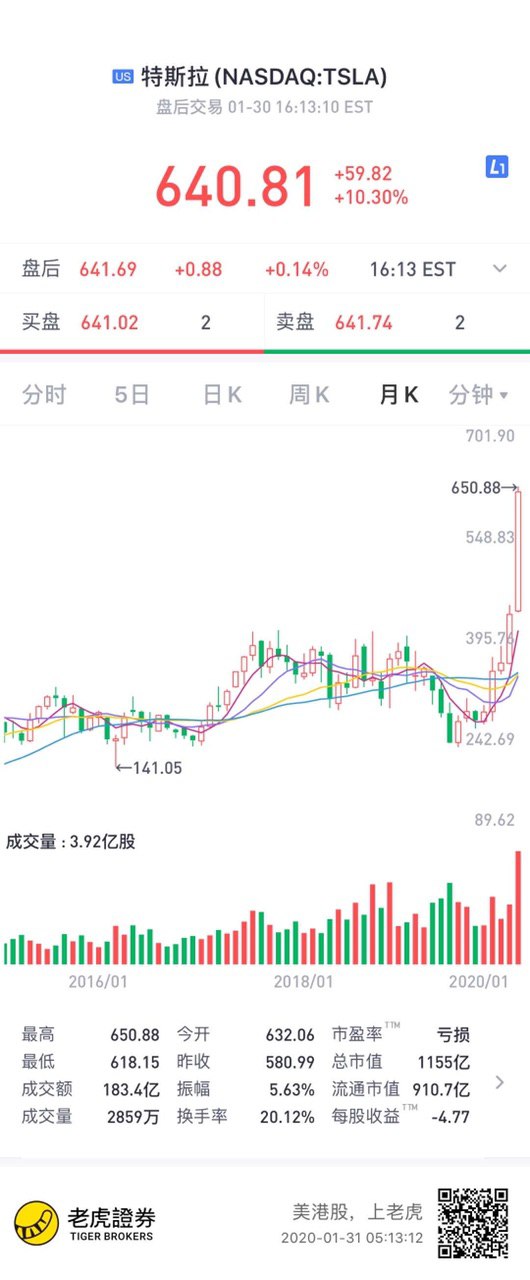 US 特斯拉 (NASDAQ:TSLA)
盘后交易 01-30 16:13:10 EST
640.81 +59.82
+10.30%
L1
盘后 641.69 +0.88 +0.14% 16:13 EST
买盘 641.02 2 卖盘 641.74 2
分时 5日 日K 周K 月K 分钟
701.90
650.88
548.83
395.76
242.69
141.05
89.62
成交量 : 3.92亿股
2016/01 2018/01 2020/01
最高 650.88 今开 632.06 市盈率TTM 亏损
最低 618.15 昨收 580.99 总市值 1155亿
成交额 183.4亿 振幅 5.63% 流通市值 910.7亿
成交量 2859万 换手率 20.12% 每股收益TTM -4.77
老虎證券
TIGER BROKERS
美港股，上老虎
2020-01-31 05:13:12